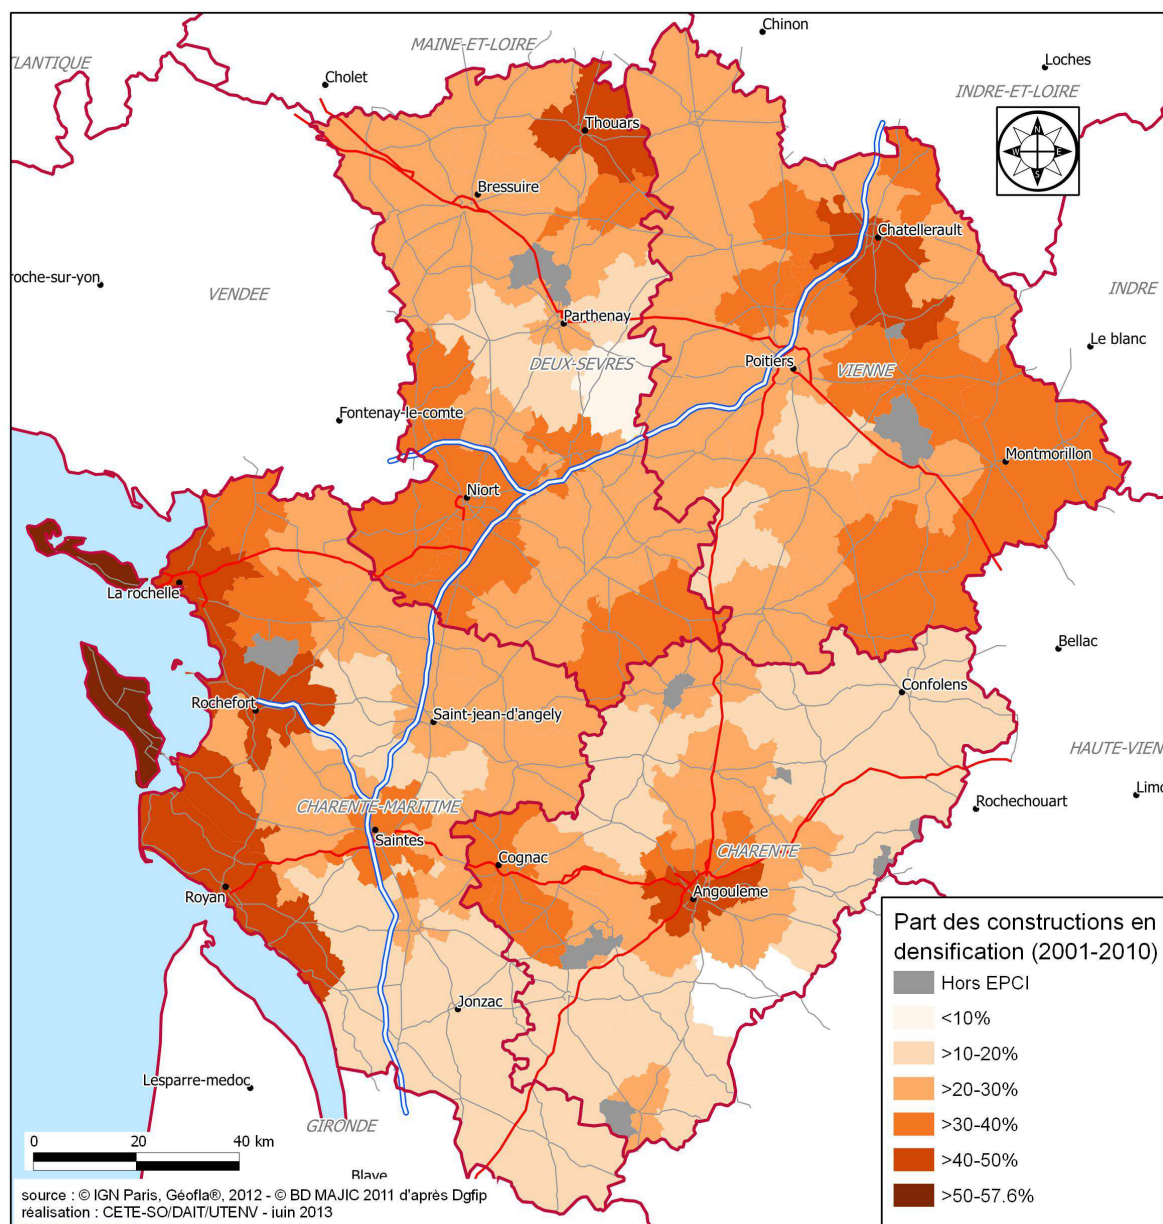 Chinon
MAINE-ET-LOIRE
TLANTIQUE
Loches
Cholet
INDRE-ET-LOIRE
N
W
E
S
Thouars
Bressuire
Chatellerault
roche-sur-yon
VENDEE
INDRE
Parthenay
Le blanc
DEUX-SEVRES
Poitiers
VIENNE
Fontenay-le-comte
Montmorillon
Niort
La rochelle
Bellac
Confolens
Rochefort
Saint-jean-d'angely
HAUTE-VIEN
CHARENTE-MARITIME
Rochechouart
Limo
Saintes
Cognac
CHARENTE
Royan
Angouleme
Part des constructions en
densification (2001-2010)
Hors EPCI
<10%
>10-20%
>20-30%
>30-40%
>40-50%
>50-57.6%
Jonzac
Lesparre-medoc
GIRONDE
0 20 40 km
Blaye
source : © IGN Paris, Géofla®, 2012 - © BD MAJIC 2011 d'après Dgfip
réalisation : CETE-SO/DAIT/UTENV - juin 2013